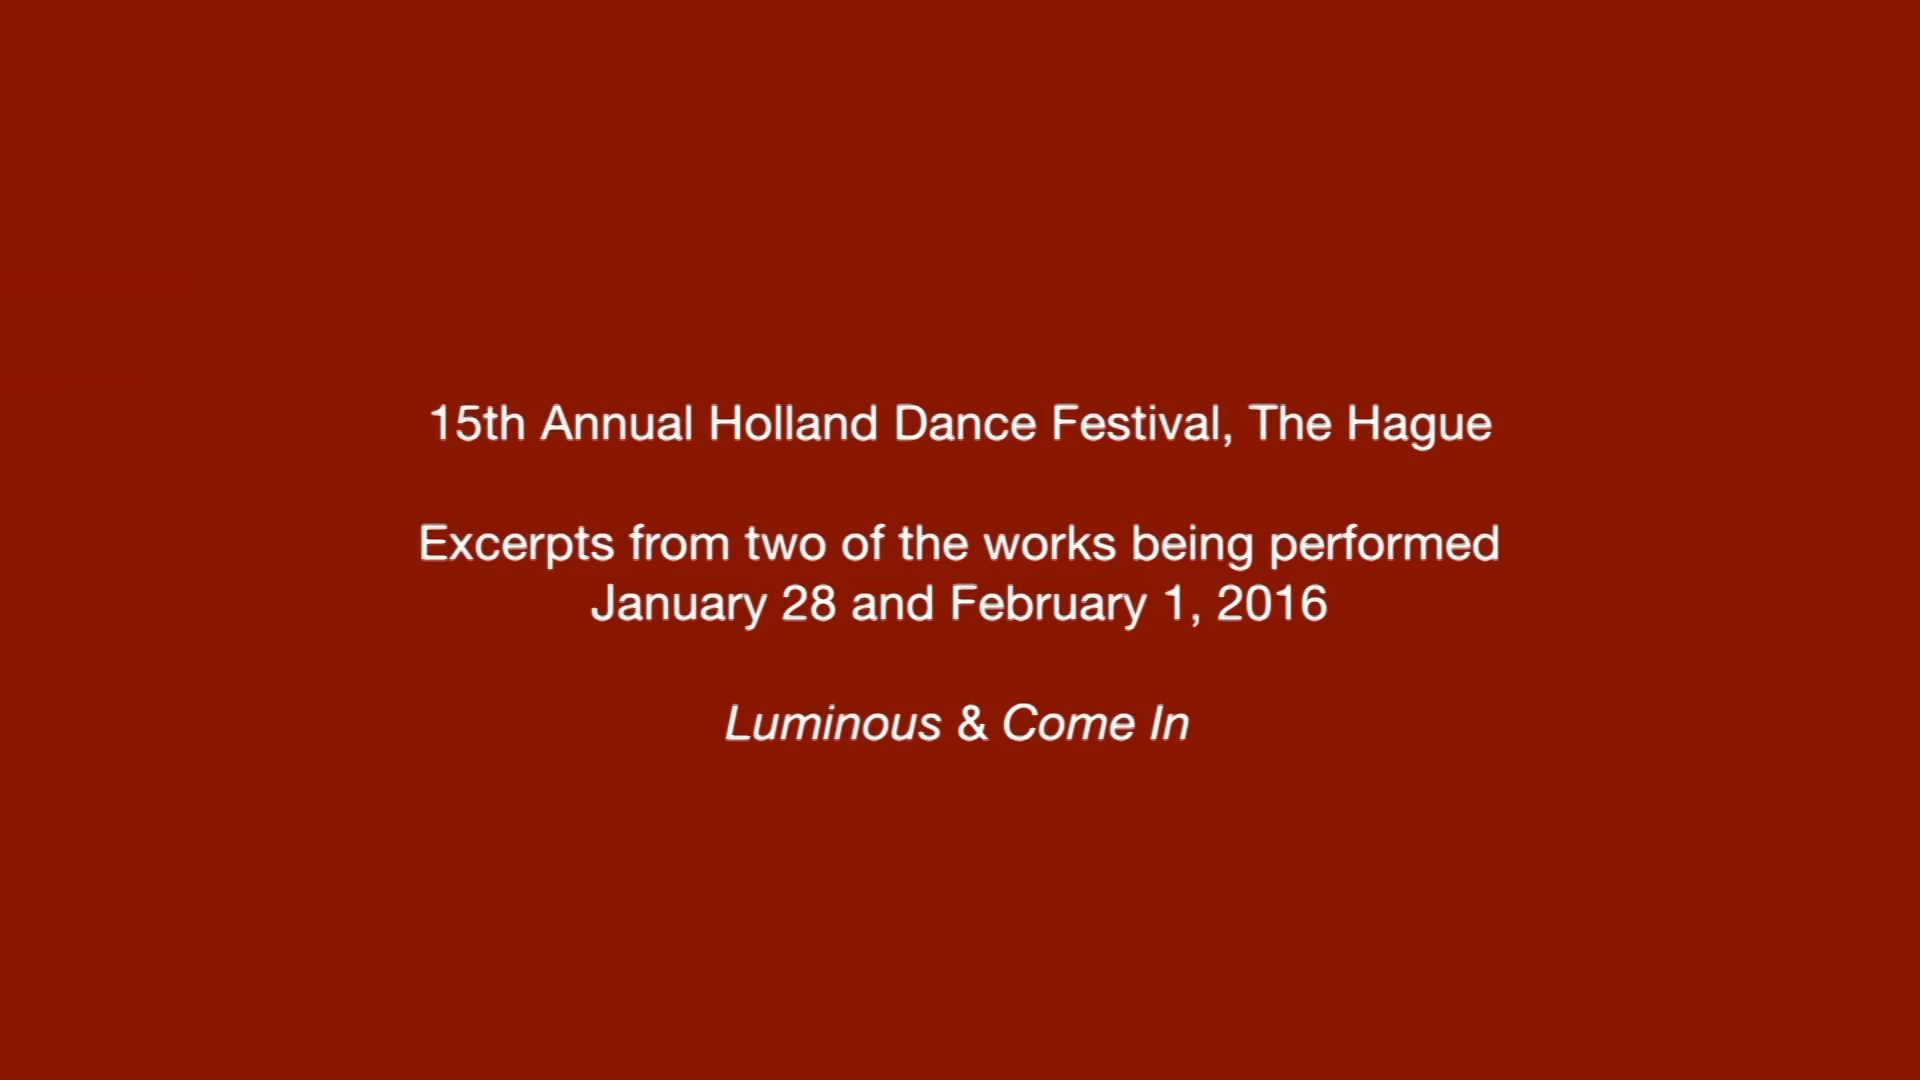 15th Annual Holland Dance Festival, The Hague
Excerpts from two of the works being performed
January 28 and February 1, 2016
Luminous & Come In